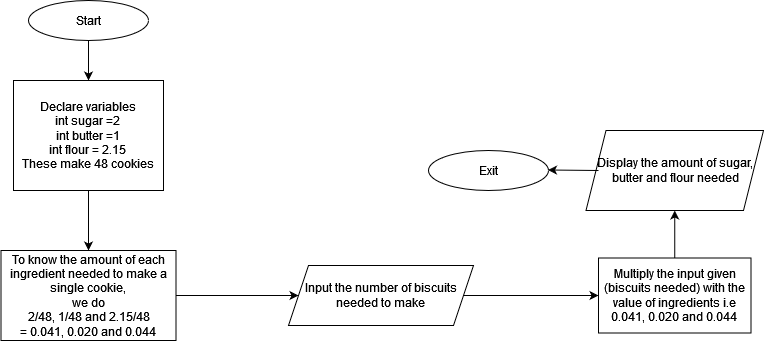 Start
Declare variables
int sugar =2
int butter =1
int flour = 2.15
These make 48 cookies
To know the amount of each
ingredient needed to make a
single cookie,
we do
2/48, 1/48 and 2.15/48
= 0.041, 0.020 and 0.044
Input the number of biscuits
needed to make
Multiply the input given
(biscuits needed) with the
value of ingredients i.e
0.041, 0.020 and 0.044
Display the amount of sugar,
butter and flour needed
Exit